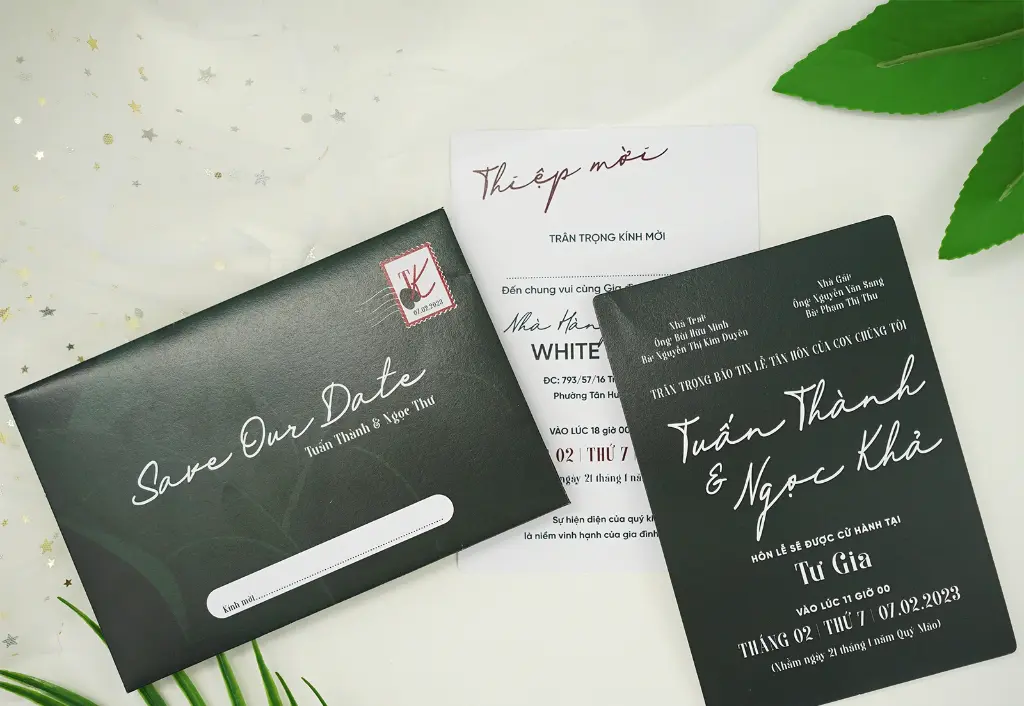 TK
07.02.2023
Save Our Date
Tuấn Thành & Ngọc Thư
Kính mời
Thiệp mời
TRÂN TRỌNG KÍNH MỜI
Đến chung vui cùng Gia
Nhà Hàng
WHITE
ĐC: 793/57/16
Phường Tân
VÀO LÚC 18 giờ 00
02 | THỨ 7
ngày 21 tháng 1
Sự hiện diện của quý
là niềm vinh hạnh của gia đình
Nhà Trai:
Ông: Bùi Hữu Minh
Bà: Nguyễn Thị Kim Duyên
Nhà Gái:
Ông: Nguyễn Văn Sang
Bà: Phạm Thị Thu
TRÂN TRỌNG BÁO TIN LỄ TÂN HÔN CỦA CON CHÚNG TÔI
Tuấn Thành
& Ngọc Khả
HÔN LỄ SẼ ĐƯỢC CỬ HÀNH TẠI
Tư Gia
VÀO LÚC 11 GIỜ 00
THÁNG 02 | THỨ 7 | 07.02.2023
(Nhằm ngày 21 tháng 1 năm Quý Mão)